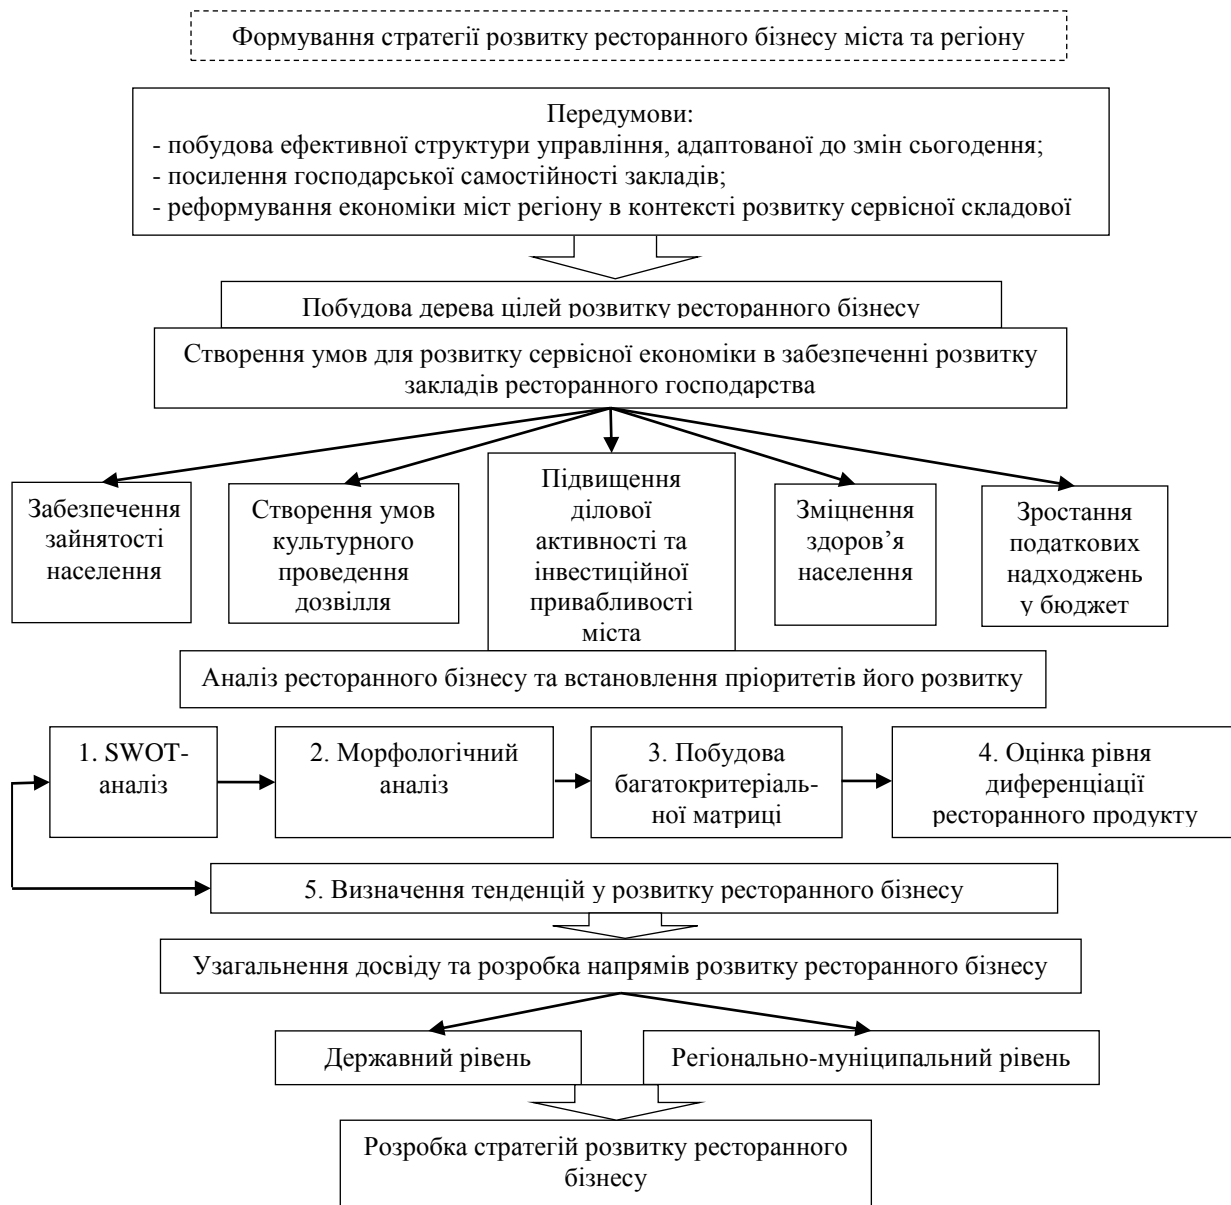 Формування стратегії розвитку ресторанного бізнесу міста та регіону
Передумови:
- побудова ефективної структури управління, адаптованої до змін сьогодення;
- посилення господарської самостійності закладів;
- реформування економіки міст регіону в контексті розвитку сервісної складової
Побудова дерева цілей розвитку ресторанного бізнесу
Створення умов для розвитку сервісної економіки в забезпеченні розвитку
закладів ресторанного господарства
Забезпечення
зайнятості
населення
Створення умов
культурного
проведення
дозвілля
Підвищення
ділової
активності та
інвестиційної
привабливості
міста
Зміцнення
здоров’я
населення
Зростання
податкових
надходжень
у бюджет
Аналіз ресторанного бізнесу та встановлення пріоритетів його розвитку
1. SWOT-
аналіз
2. Морфологічний
аналіз
3. Побудова
багатокритеріаль-
ної матриці
4. Оцінка рівня
диференціації
ресторанного продукту
5. Визначення тенденцій у розвитку ресторанного бізнесу
Узагальнення досвіду та розробка напрямів розвитку ресторанного бізнесу
Державний рівень
Регіонально-муніципальний рівень
Розробка стратегій розвитку ресторанного
бізнесу